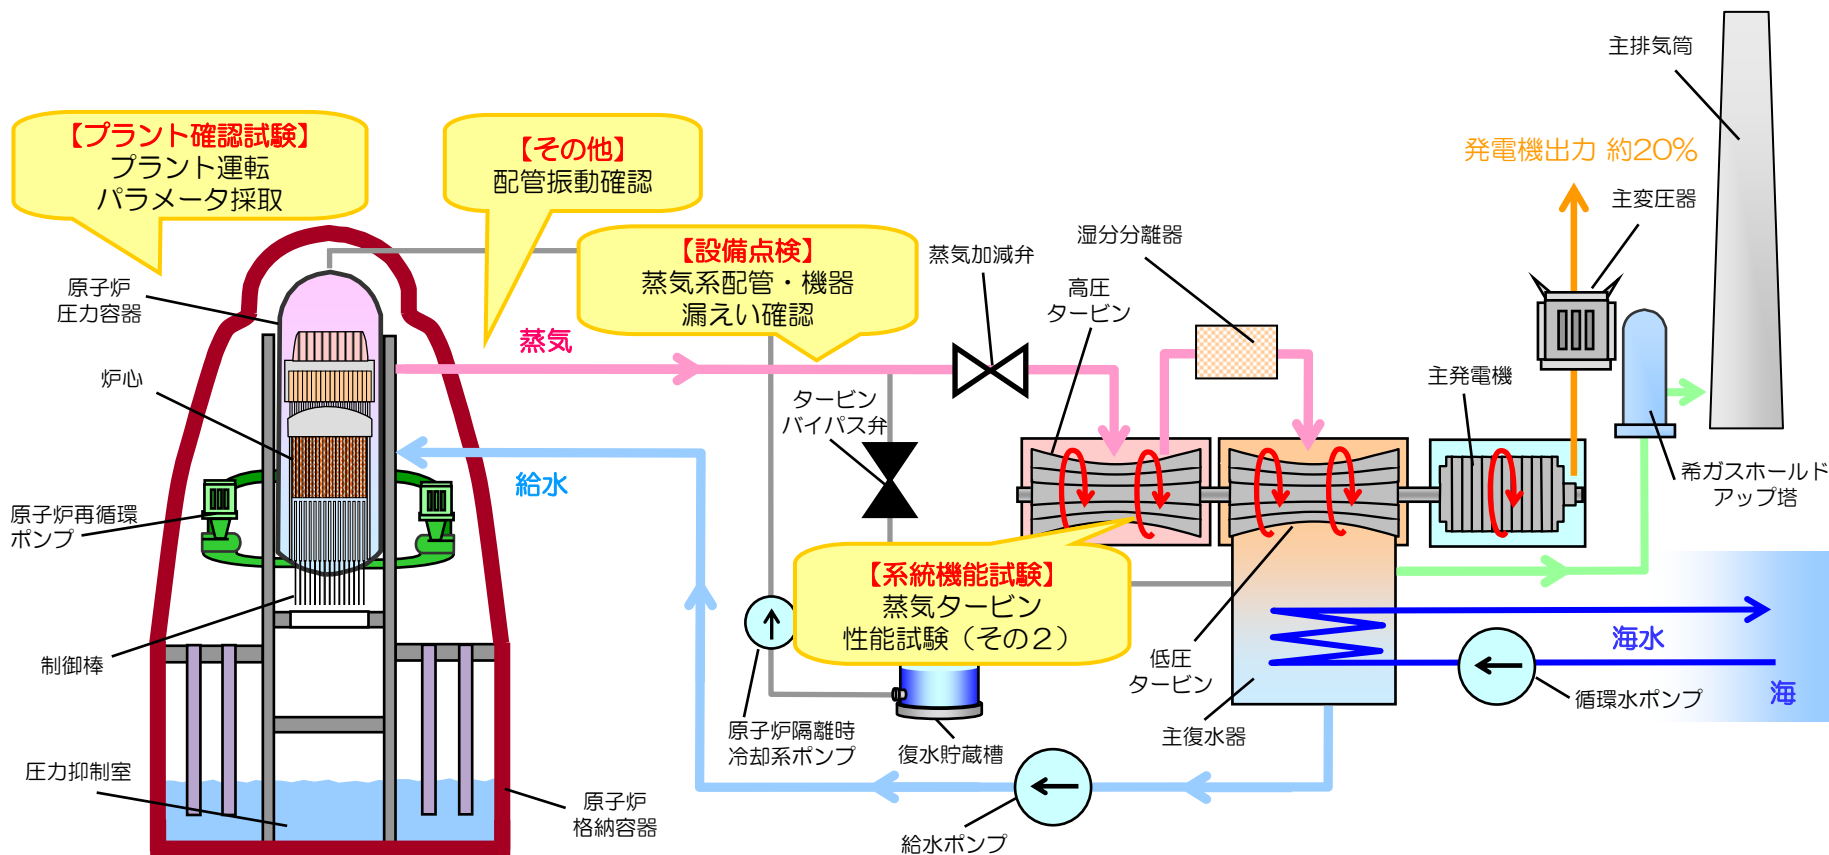 主排気筒
【プラント確認試験】
プラント運転
パラメータ採取
【その他】
配管振動確認
発電機出力 約20%
主変圧器
【設備点検】
蒸気系配管・機器
漏えい確認
湿分分離器
蒸気加減弁
原子炉
圧力容器
高圧
タービン
蒸気
炉心
主発電機
タービン
バイパス弁
希ガスホールド
アップ塔
給水
原子炉再循環
ポンプ
【系統機能試験】
蒸気タービン
性能試験（その２）
制御棒
海水
低圧
タービン
海
循環水ポンプ
原子炉隔離時
冷却系ポンプ
復水貯蔵槽
主復水器
圧力抑制室
原子炉
格納容器
給水ポンプ